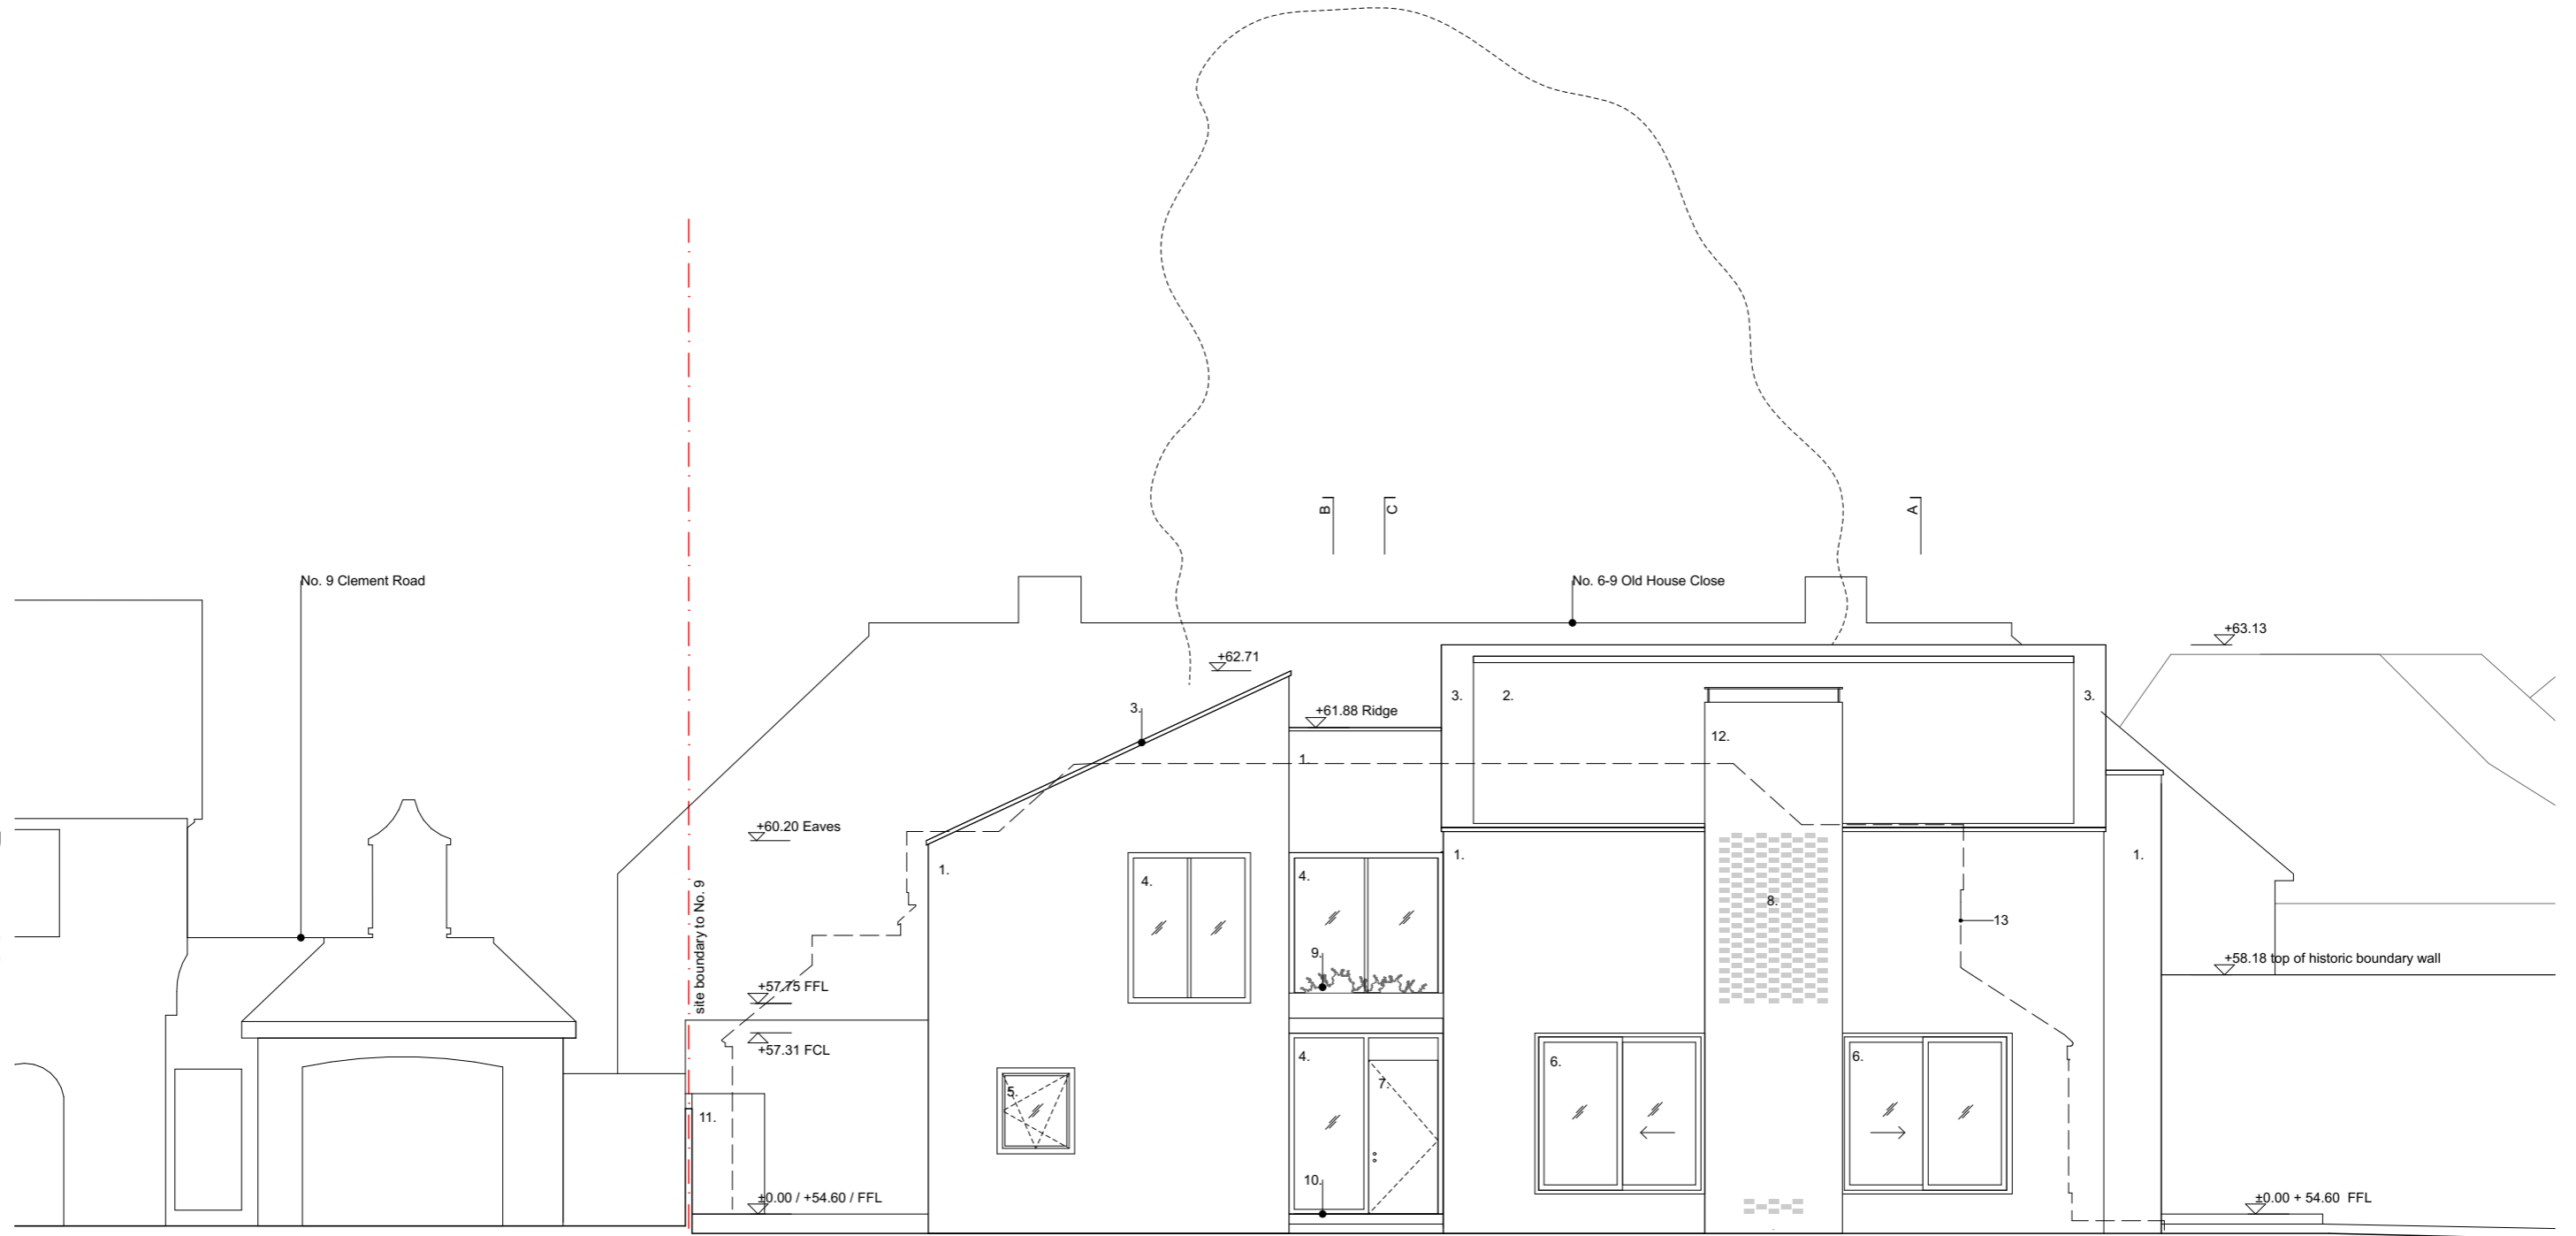 B
C
A
No. 9 Clement Road
No. 6-9 Old House Close
+63.13
+62.71
3.
2.
3.
3.
+61.88 Ridge
12.
1.
+60.20 Eaves
1.
1.
1.
4.
4.
8.
13
site boundary to No. 9
9.
+58.18 top of historic boundary wall
+57.75 FFL
+57.31 FCL
4.
6.
6.
7.
5.
11.
10.
±0.00 / +54.60 / FFL
±0.00 + 54.60 FFL